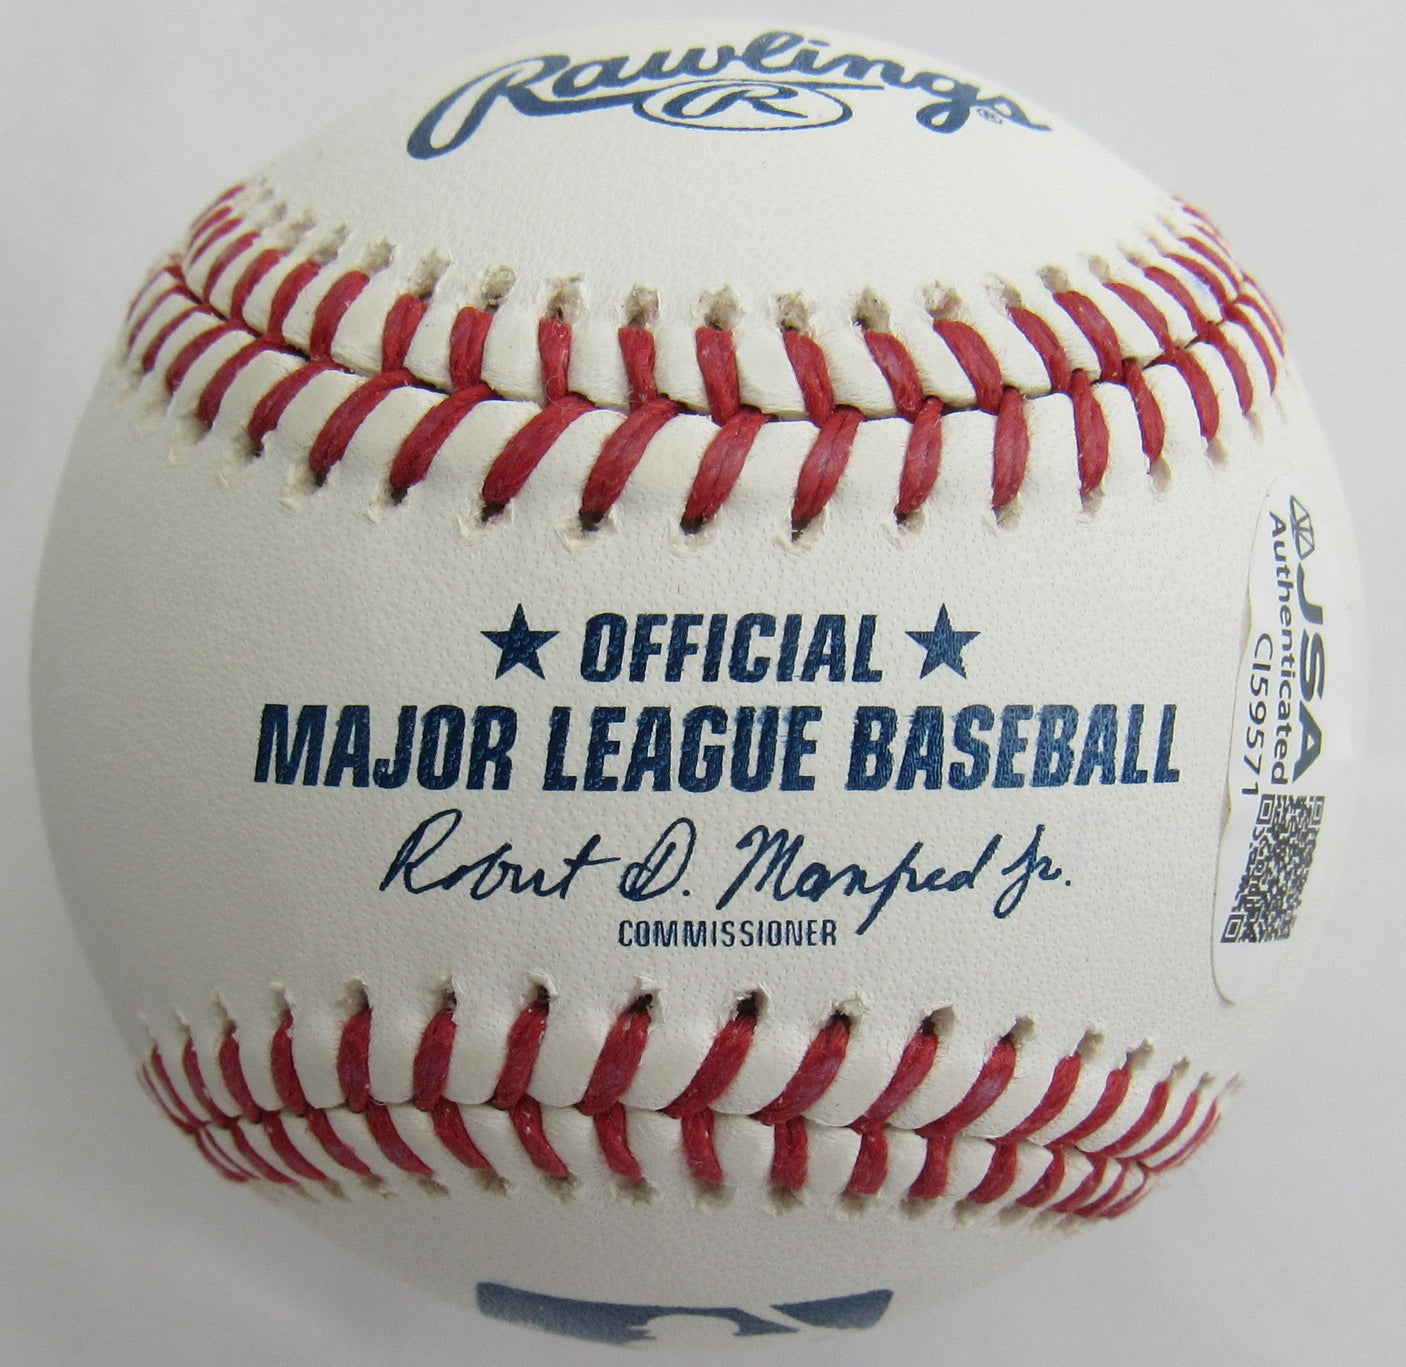 Rawlings
R
®
★ OFFICIAL ★
MAJOR LEAGUE BASEBALL
Robert D. Manfred Jr.
COMMISSIONER
JSA
Authenticated
CI59571